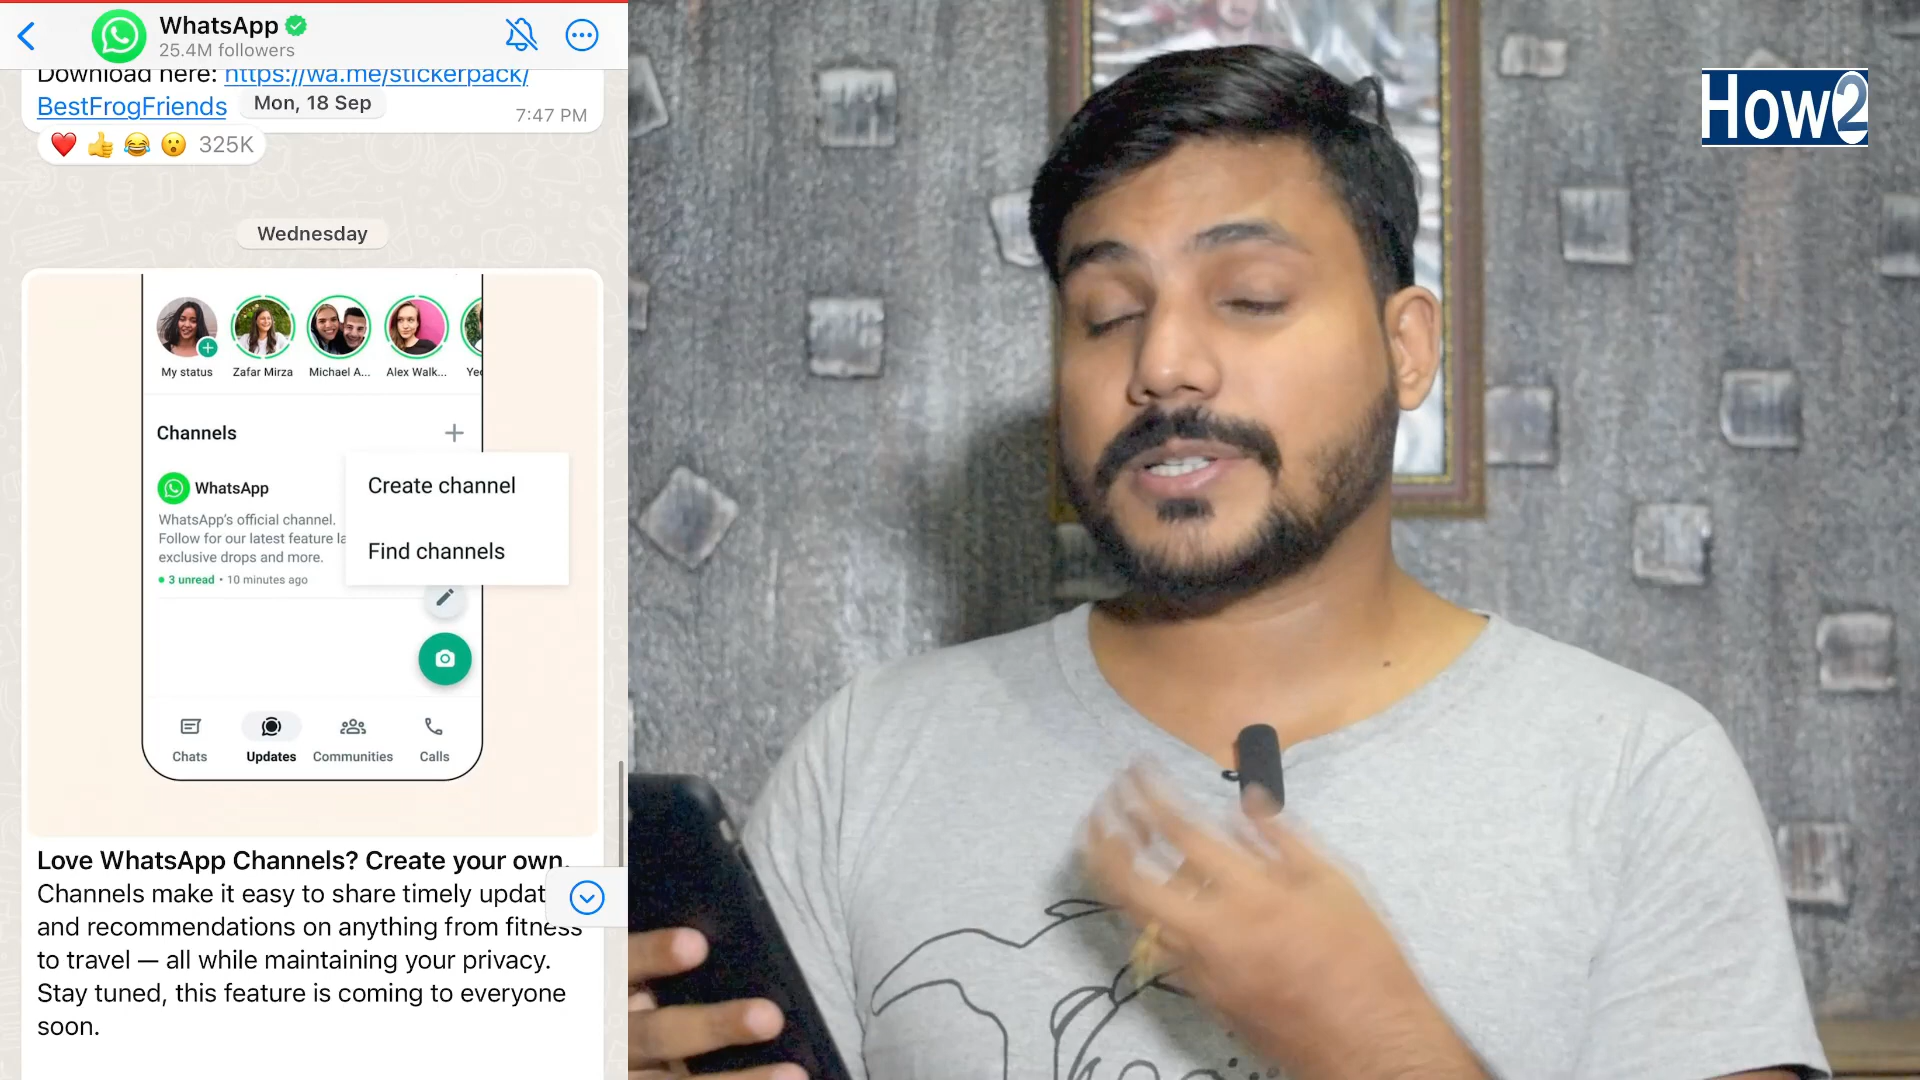 WhatsApp
25.4M followers
Download here: https://wa.me/stickerpack/
BestFrogFriends
Mon, 18 Sep
7:47 PM
325K
Wednesday
My status
Zafar Mirza
Michael A...
Alex Walk...
Channels
WhatsApp
Create channel
WhatsApp's official channel.
Follow for our latest feature
exclusive drops and more.
Find channels
3 unread • 10 minutes ago
Chats
Updates
Communities
Calls
Love WhatsApp Channels? Create your own.
Channels make it easy to share timely updat
and recommendations on anything from fitness
to travel — all while maintaining your privacy.
Stay tuned, this feature is coming to everyone
soon.
How2